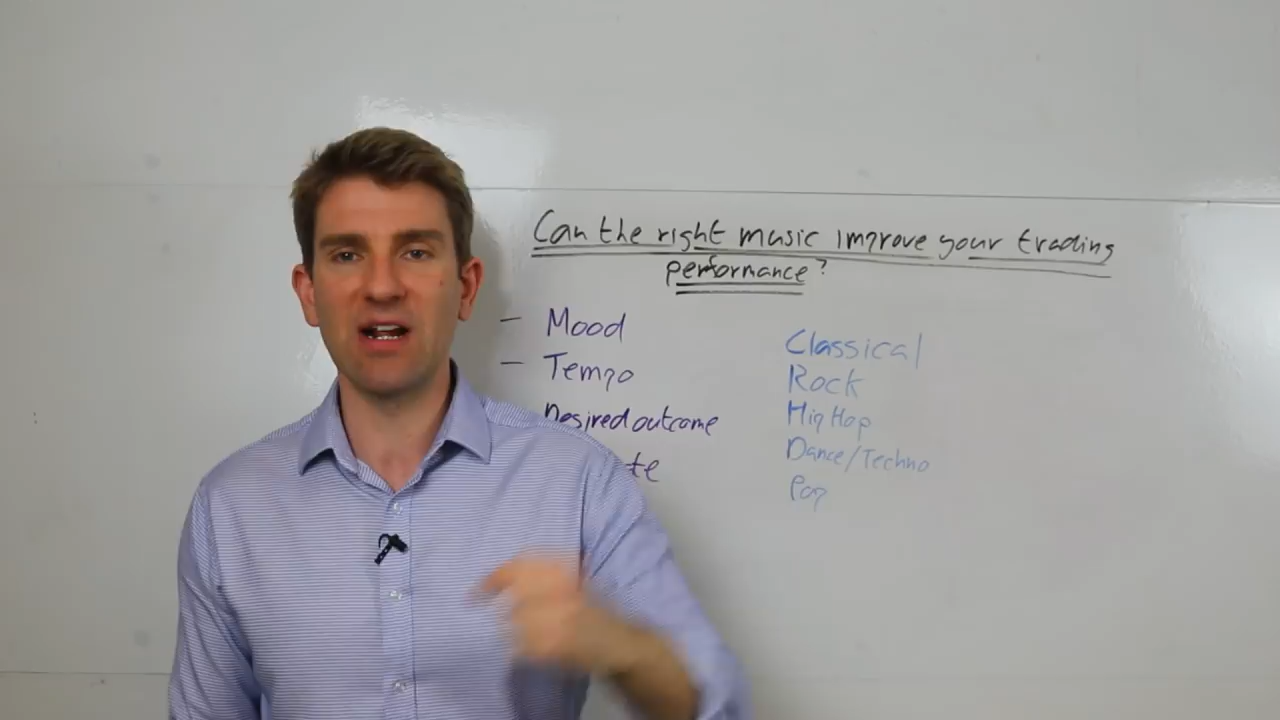 Can the right music improve your trading
performance?
- Mood
- Tempo
Desired outcome
Classical
Rock
Hip Hop
Dance/Techno
Pop